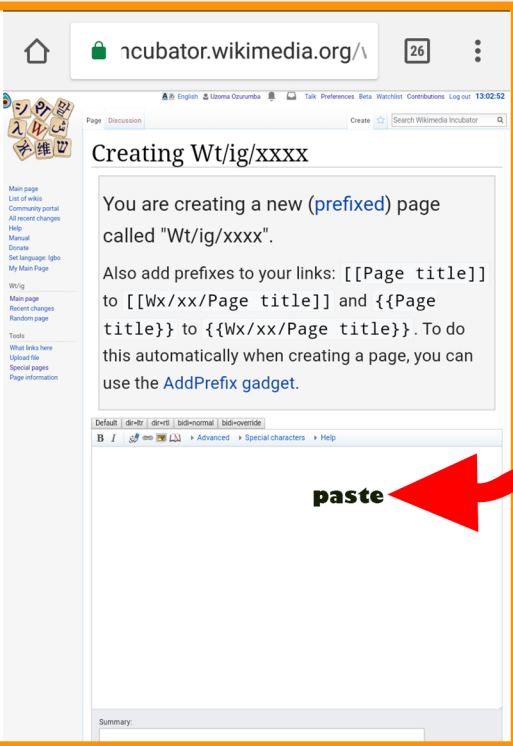 ncubator.wikimedia.org/
26
English Uzoma Ozurumba Talk Preferences Beta Watchlist Contributions Log out 13:02:52
Page Discussion Create Search Wikimedia Incubator
Creating Wt/ig/xxxx
Main page
List of wikis
Community portal
All recent changes
Help
Manual
Donate
Set language: Igbo
My Main Page
Wt/ig
Main page
Recent changes
Random page
Tools
What links here
Upload file
Special pages
Page information
You are creating a new (prefixed) page
called "Wt/ig/xxxx".
Also add prefixes to your links: [[Page title]]
to [[Wx/xx/Page title]] and {{Page
title}} to {{Wx/xx/Page title}}. To do
this automatically when creating a page, you can
use the AddPrefix gadget.
Default dir=ltr dir=rtl bidi=normal bidi=override
B I Advanced Special characters Help
paste
Summary: